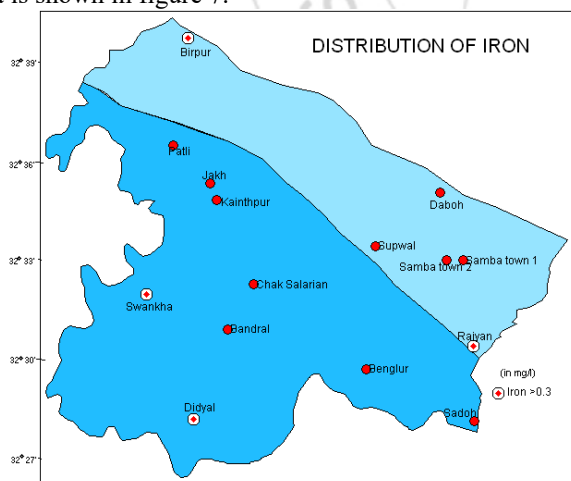 t is shown in figure 7.
DISTRIBUTION OF IRON
Birpur
32° 39'
32° 36'
Patli
Jakh
Kainthpur
Daboh
Supwal
32° 33'
Samba town 2
Samba town 1
Chak Salarian
Swankha
Bandral
Raiyan
32° 30'
Benglur
(in mg/l)
Iron >0.3
Didyal
Sadoh
32° 27'